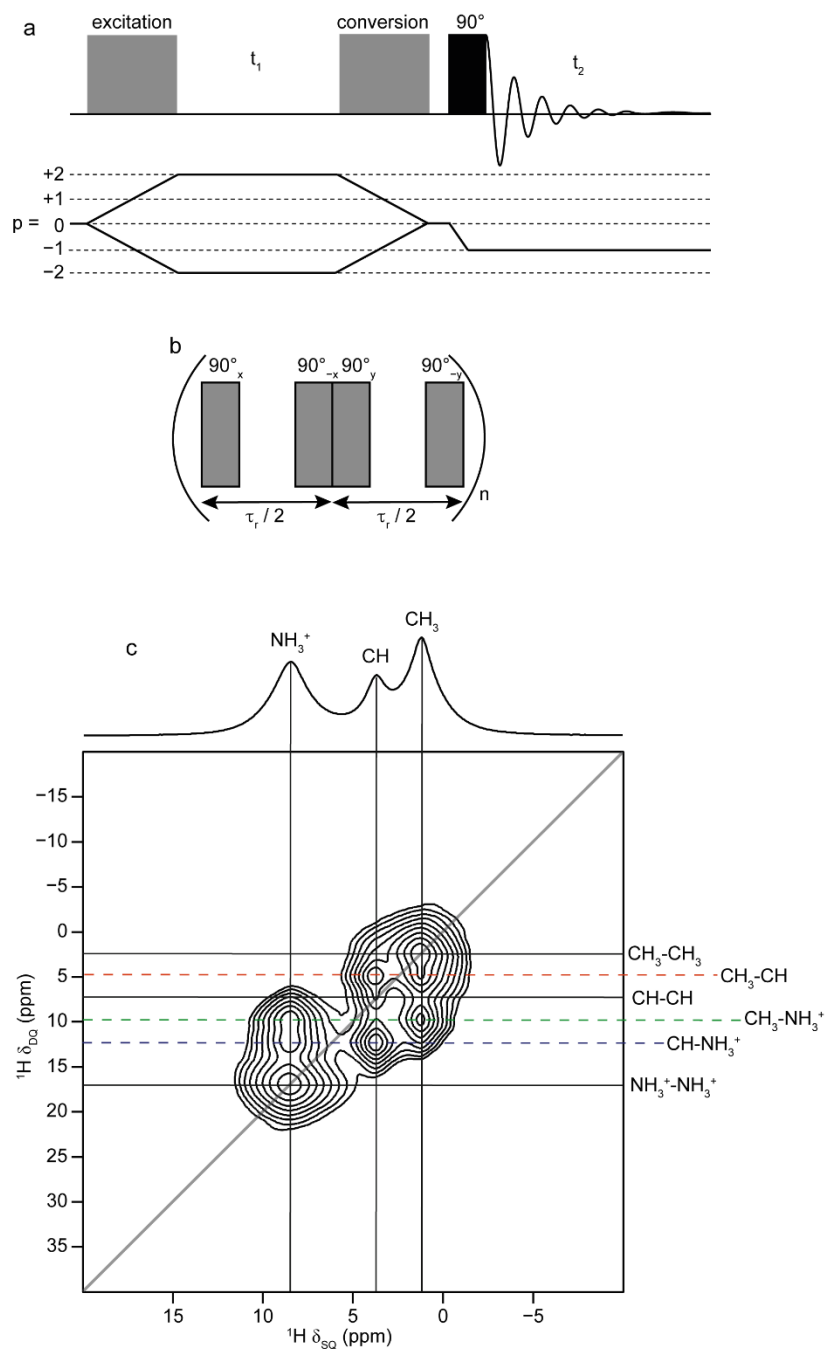 a
excitation
conversion
90°
t1
t2
+2
+1
p = 0
−1
−2
b
90°x
90°−x
90°y
90°−y
n
τr / 2
τr / 2
c
NH3+
CH
CH3
−15
−10
−5
0
5
10
15
20
25
30
35
1H δDQ (ppm)
CH3-CH3
CH3-CH
CH-CH
CH3-NH3+
CH-NH3+
NH3+-NH3+
15
10
5
0
−5
1H δSQ (ppm)